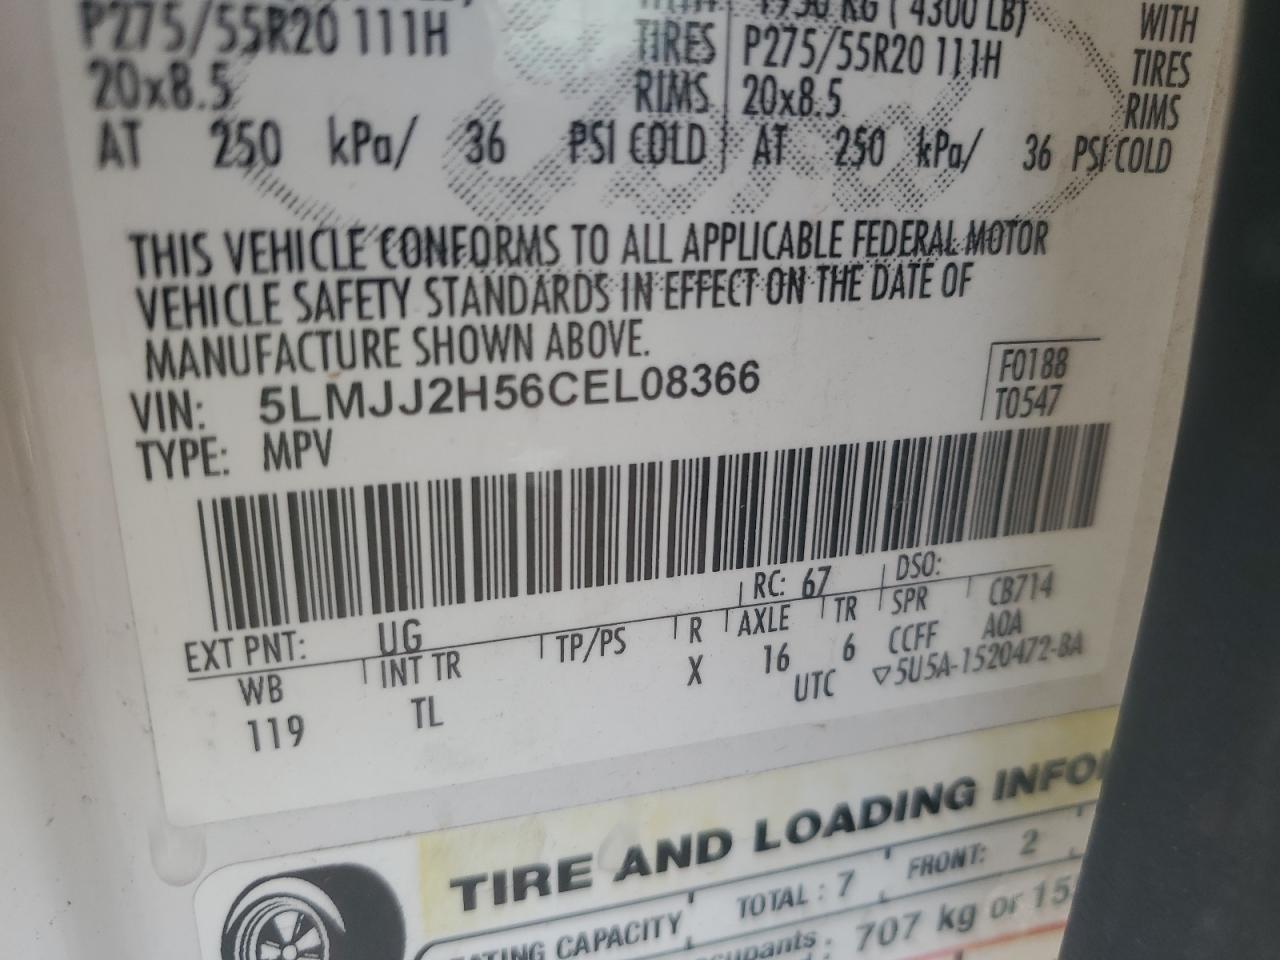 P275/55R20 111H TIRES P275/55R20 111H WITH
20x8.5 RIMS 20x8.5 TIRES
RIMS
AT 250 kPa/ 36 PSI COLD AT 250 kPa/ 36 PSI COLD
THIS VEHICLE CONFORMS TO ALL APPLICABLE FEDERAL MOTOR
VEHICLE SAFETY STANDARDS IN EFFECT ON THE DATE OF
MANUFACTURE SHOWN ABOVE.
VIN: 5LMJJ2H56CEL08366 F0188
TYPE: MPV T0547
RC: 67 DSO:
EXT PNT: UG CB714
WB INT TR TP/PS R AXLE TR SPR AOA
119 TL X 16 6 CCFF
UTC ▽5U5A-1520472-BA
TIRE AND LOADING
CAPACITY TOTAL : 7 FRONT: 2
707 kg or